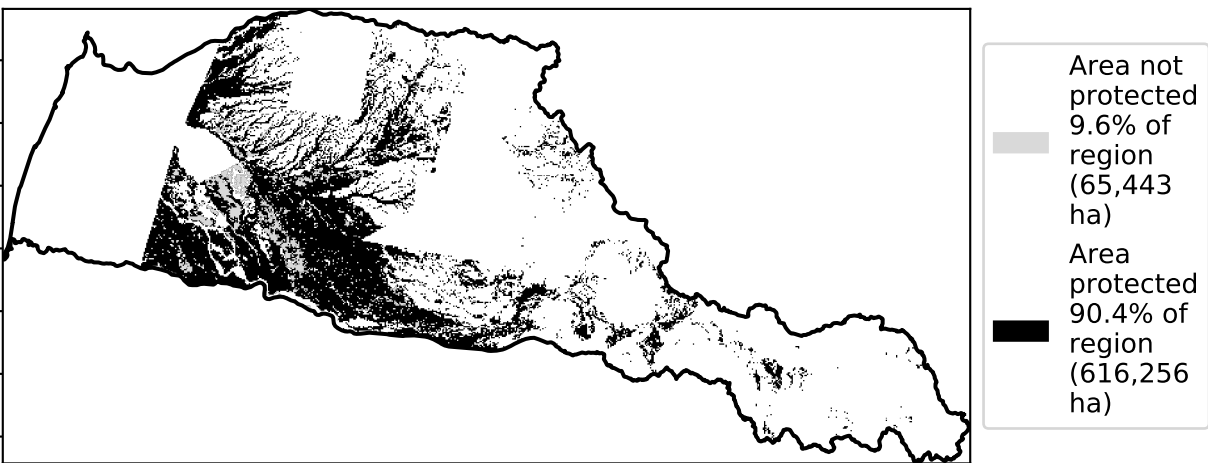 Area not
protected
9.6% of
region
(65,443
ha)
Area
protected
90.4% of
region
(616,256
ha)